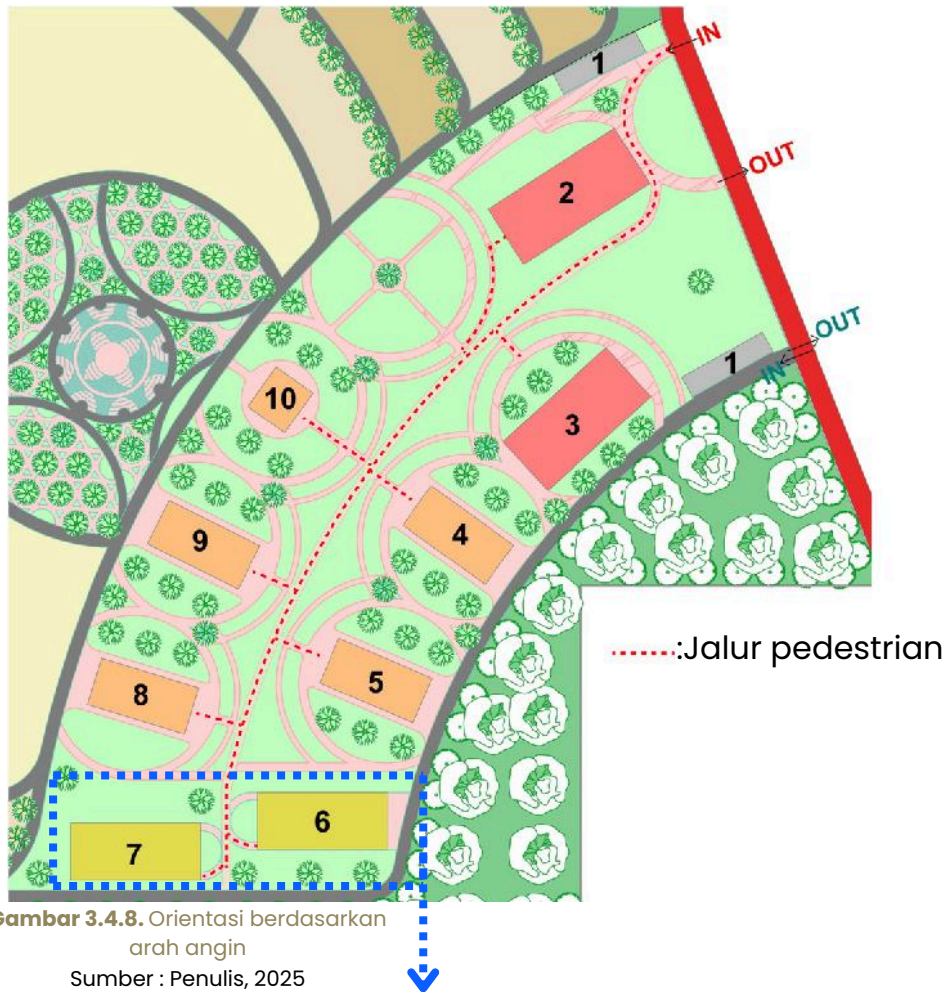 IN
1
OUT
2
OUT
1
IN
10
3
9
4
:Jalur pedestrian
8
5
6
7
Gambar 3.4.8. Orientasi berdasarkan
arah angin
Sumber : Penulis, 2025